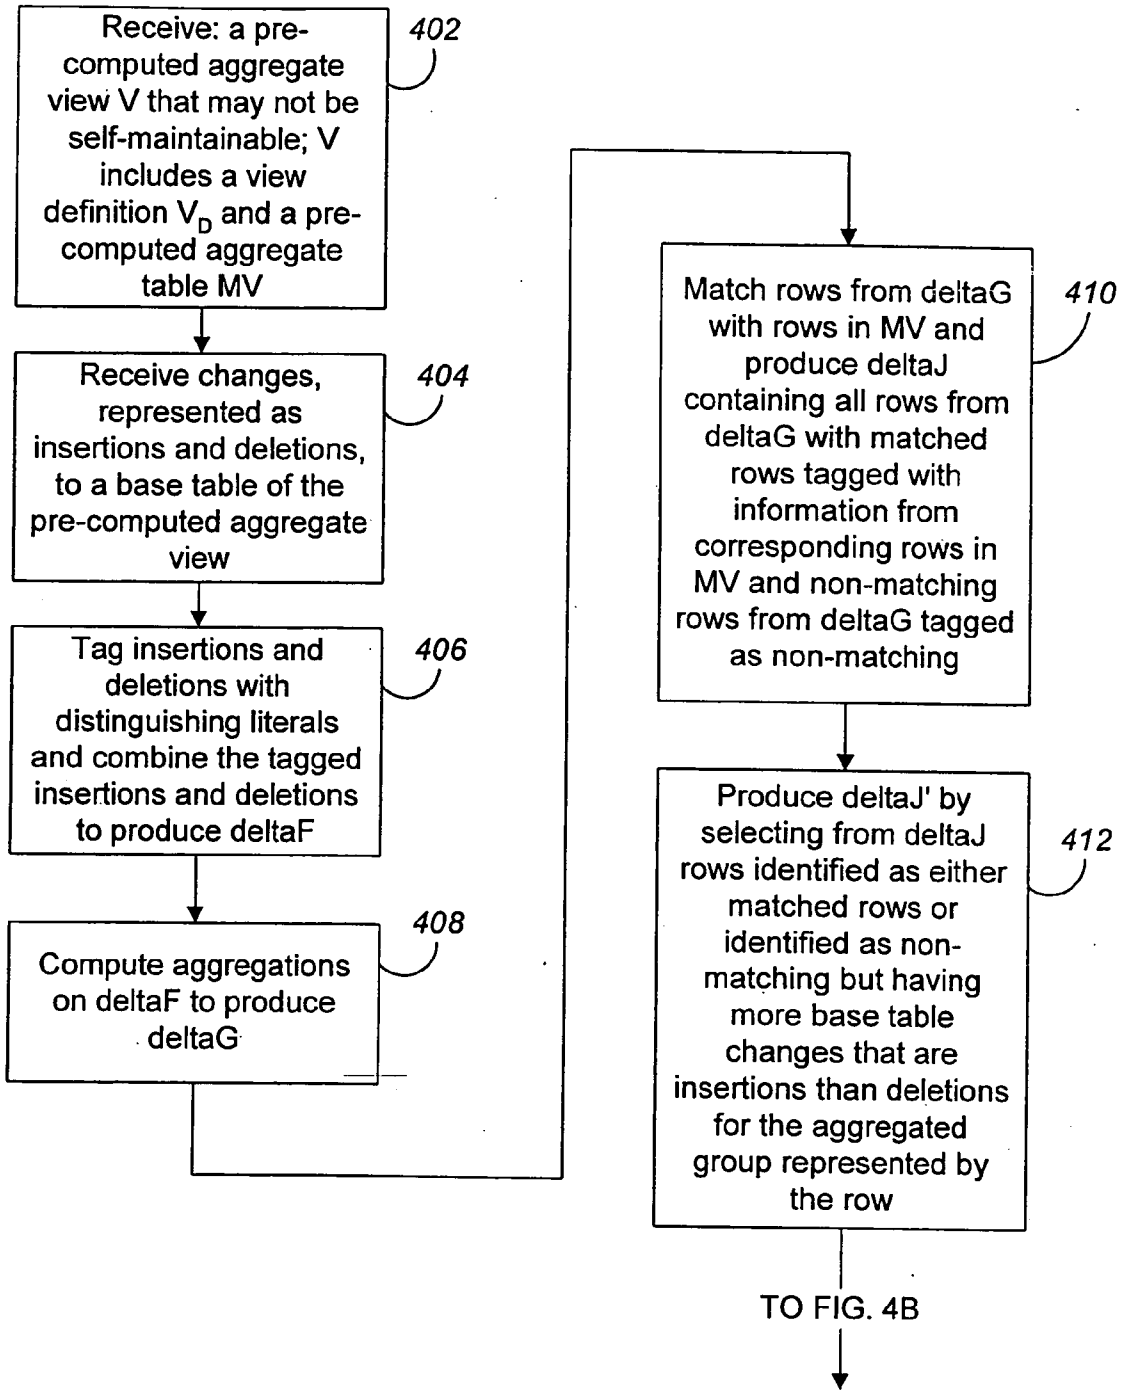 Receive: a pre-
computed aggregate
view V that may not be
self-maintainable; V
includes a view
definition VD and a pre-
computed aggregate
table MV
402
Receive changes,
represented as
insertions and deletions,
to a base table of the
pre-computed aggregate
view
404
Tag insertions and
deletions with
distinguishing literals
and combine the tagged
insertions and deletions
to produce deltaF
406
Compute aggregations
on deltaF to produce
deltaG
408
Match rows from deltaG
with rows in MV and
produce deltaJ
containing all rows from
deltaG with matched
rows tagged with
information from
corresponding rows in
MV and non-matching
rows from deltaG tagged
as non-matching
410
Produce deltaJ' by
selecting from deltaJ
rows identified as either
matched rows or
identified as non-
matching but having
more base table
changes that are
insertions than deletions
for the aggregated
group represented by
the row
412
TO FIG. 4B